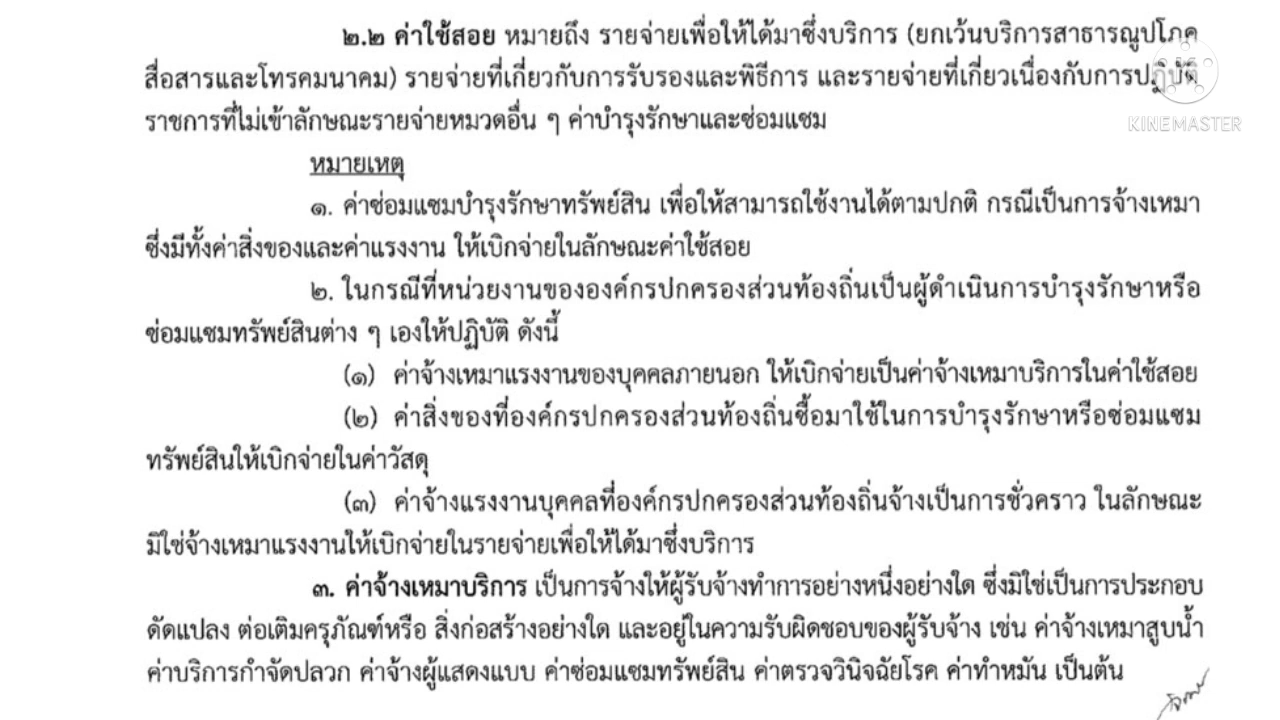 ๒.๒ ค่าใช้สอย หมายถึง รายจ่ายเพื่อให้ได้มาซึ่งบริการ (ยกเว้นบริการสาธารณูปโภค
สื่อสารและโทรคมนาคม) รายจ่ายที่เกี่ยวกับการรับรองและพิธีการ และรายจ่ายที่เกี่ยวเนื่องกับการปฏิบัติ
ราชการที่ไม่เข้าลักษณะรายจ่ายหมวดอื่น ๆ ค่าบำรุงรักษาและซ่อมแซม
KINEMASTER
หมายเหตุ
๑. ค่าซ่อมแซมบำรุงรักษาทรัพย์สิน เพื่อให้สามารถใช้งานได้ตามปกติ กรณีเป็นการจ้างเหมา
ซึ่งมีทั้งค่าสิ่งของและค่าแรงงาน ให้เบิกจ่ายในลักษณะค่าใช้สอย
๒. ในกรณีที่หน่วยงานขององค์กรปกครองส่วนท้องถิ่นเป็นผู้ดำเนินการบำรุงรักษาหรือ
ซ่อมแซมทรัพย์สินต่าง ๆ เองให้ปฏิบัติ ดังนี้
(๑) ค่าจ้างเหมาแรงงานของบุคคลภายนอก ให้เบิกจ่ายเป็นค่าจ้างเหมาบริการในค่าใช้สอย
(๒) ค่าสิ่งของที่องค์กรปกครองส่วนท้องถิ่นซื้อมาใช้ในการบำรุงรักษาหรือซ่อมแซม
ทรัพย์สินให้เบิกจ่ายในค่าวัสดุ
(๓) ค่าจ้างแรงงานบุคคลที่องค์กรปกครองส่วนท้องถิ่นจ้างเป็นการชั่วคราว ในลักษณะ
มิใช่จ้างเหมาแรงงานให้เบิกจ่ายในรายจ่ายเพื่อให้ได้มาซึ่งบริการ
๓. ค่าจ้างเหมาบริการ เป็นการจ้างให้ผู้รับจ้างทำการอย่างหนึ่งอย่างใด ซึ่งมิใช่เป็นการประกอบ
ดัดแปลง ต่อเติมครุภัณฑ์หรือ สิ่งก่อสร้างอย่างใด และอยู่ในความรับผิดชอบของผู้รับจ้าง เช่น ค่าจ้างเหมาสูบน้ำ
ค่าบริการกำจัดปลวก ค่าจ้างผู้แสดงแบบ ค่าซ่อมแซมทรัพย์สิน ค่าตรวจวินิจฉัยโรค ค่าทำหมัน เป็นต้น